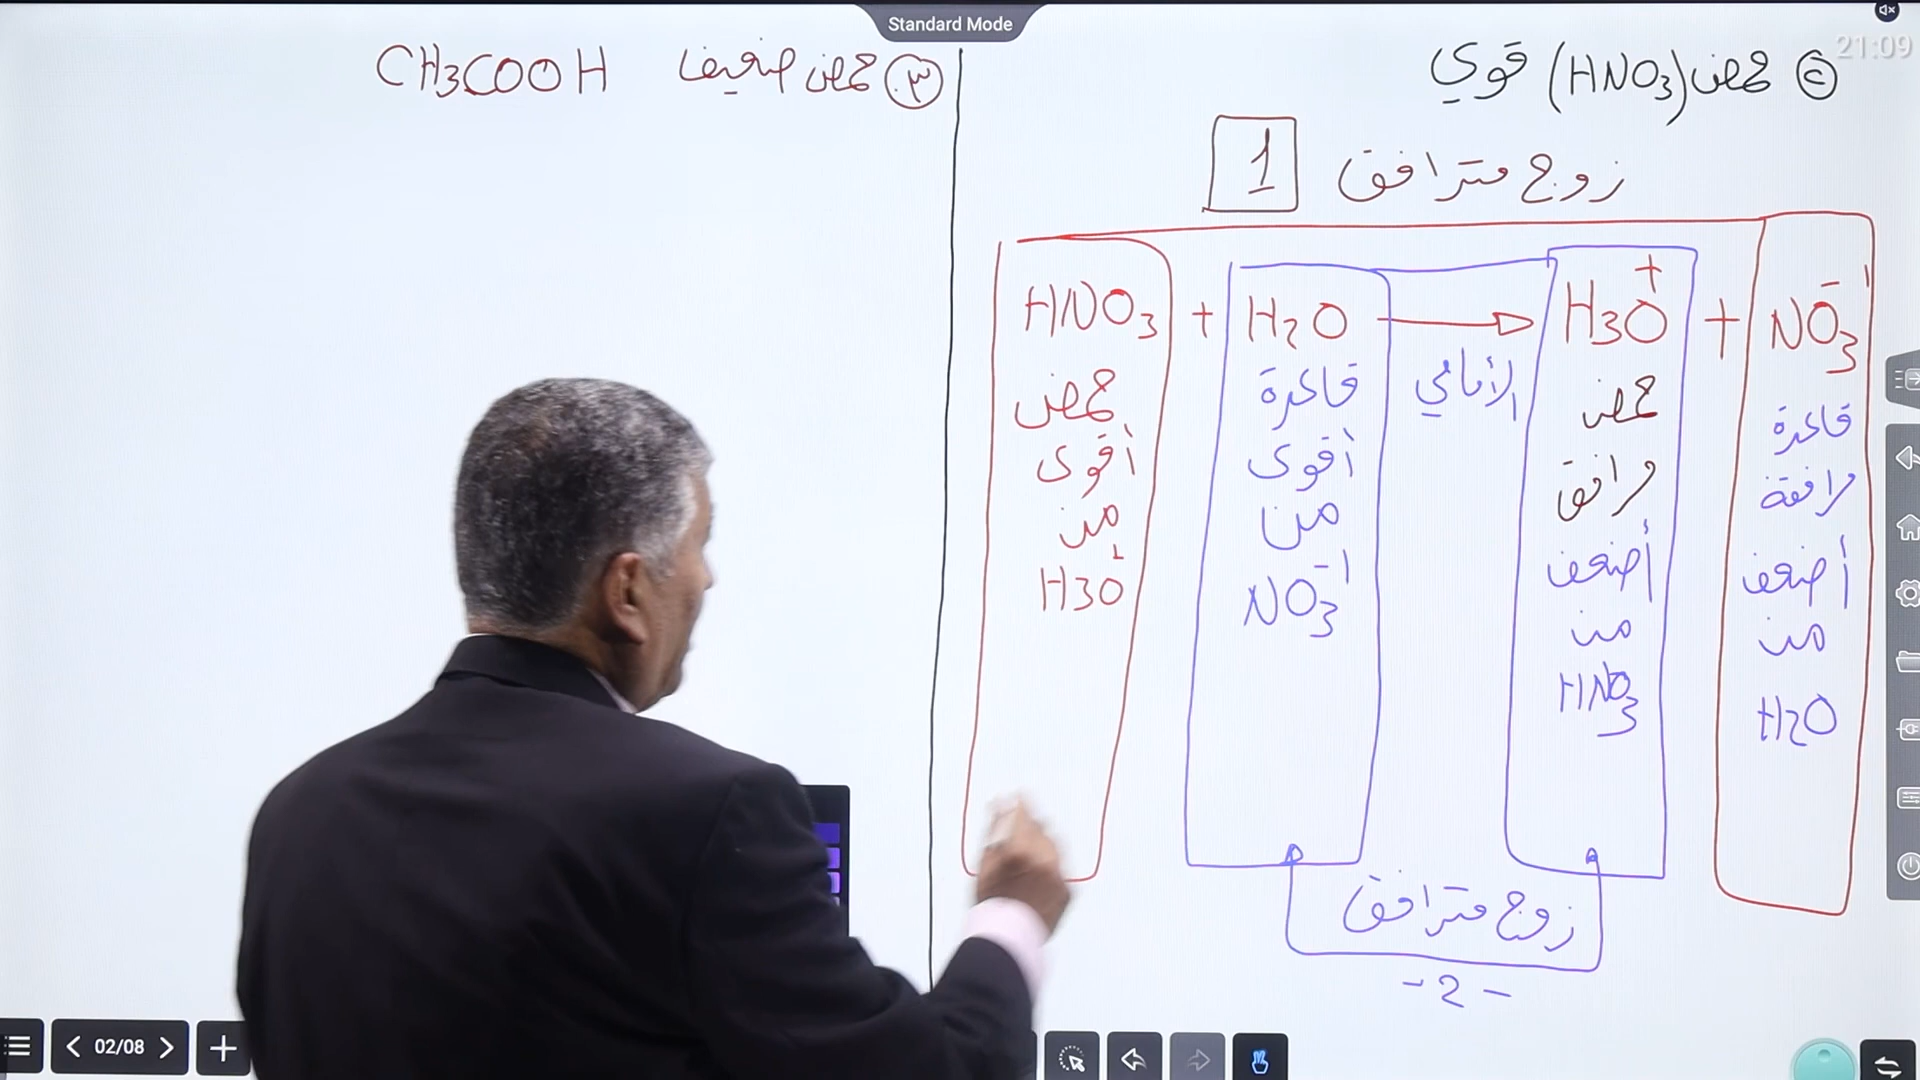 Standard Mode
21:09
② حمض (HNO3) قوي
زوج مترافق 1
HNO3 + H2O → H3O+ + NO3-1
الأمامي
حمض
أقوى
من
H3O+
قاعدة
أقوى
من
NO3-1
حمض
مرافق
أضعف
من
HNO3
قاعدة
مرافقة
أضعف
من
H2O
زوج مترافق
-2-
③ حمض ضعيف CH3COOH
02/08